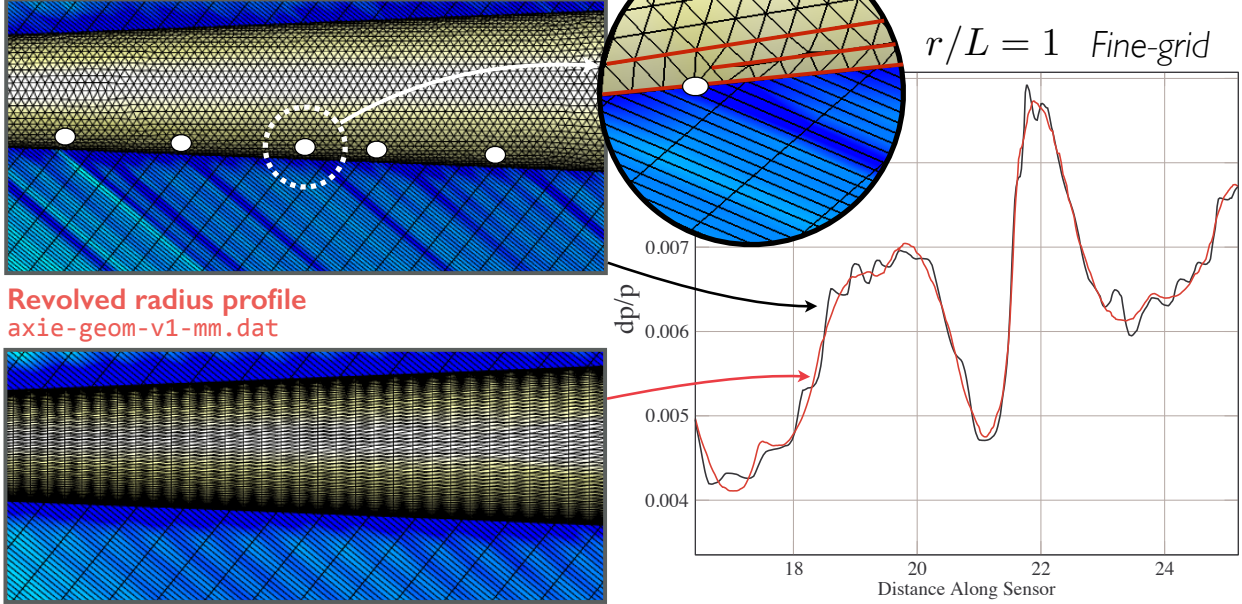 r/L = 1 Fine-grid
Revolved radius profile
axie-geom-v1-mm.dat
dp/p
0.007
0.006
0.005
0.004
18 20 22 24
Distance Along Sensor